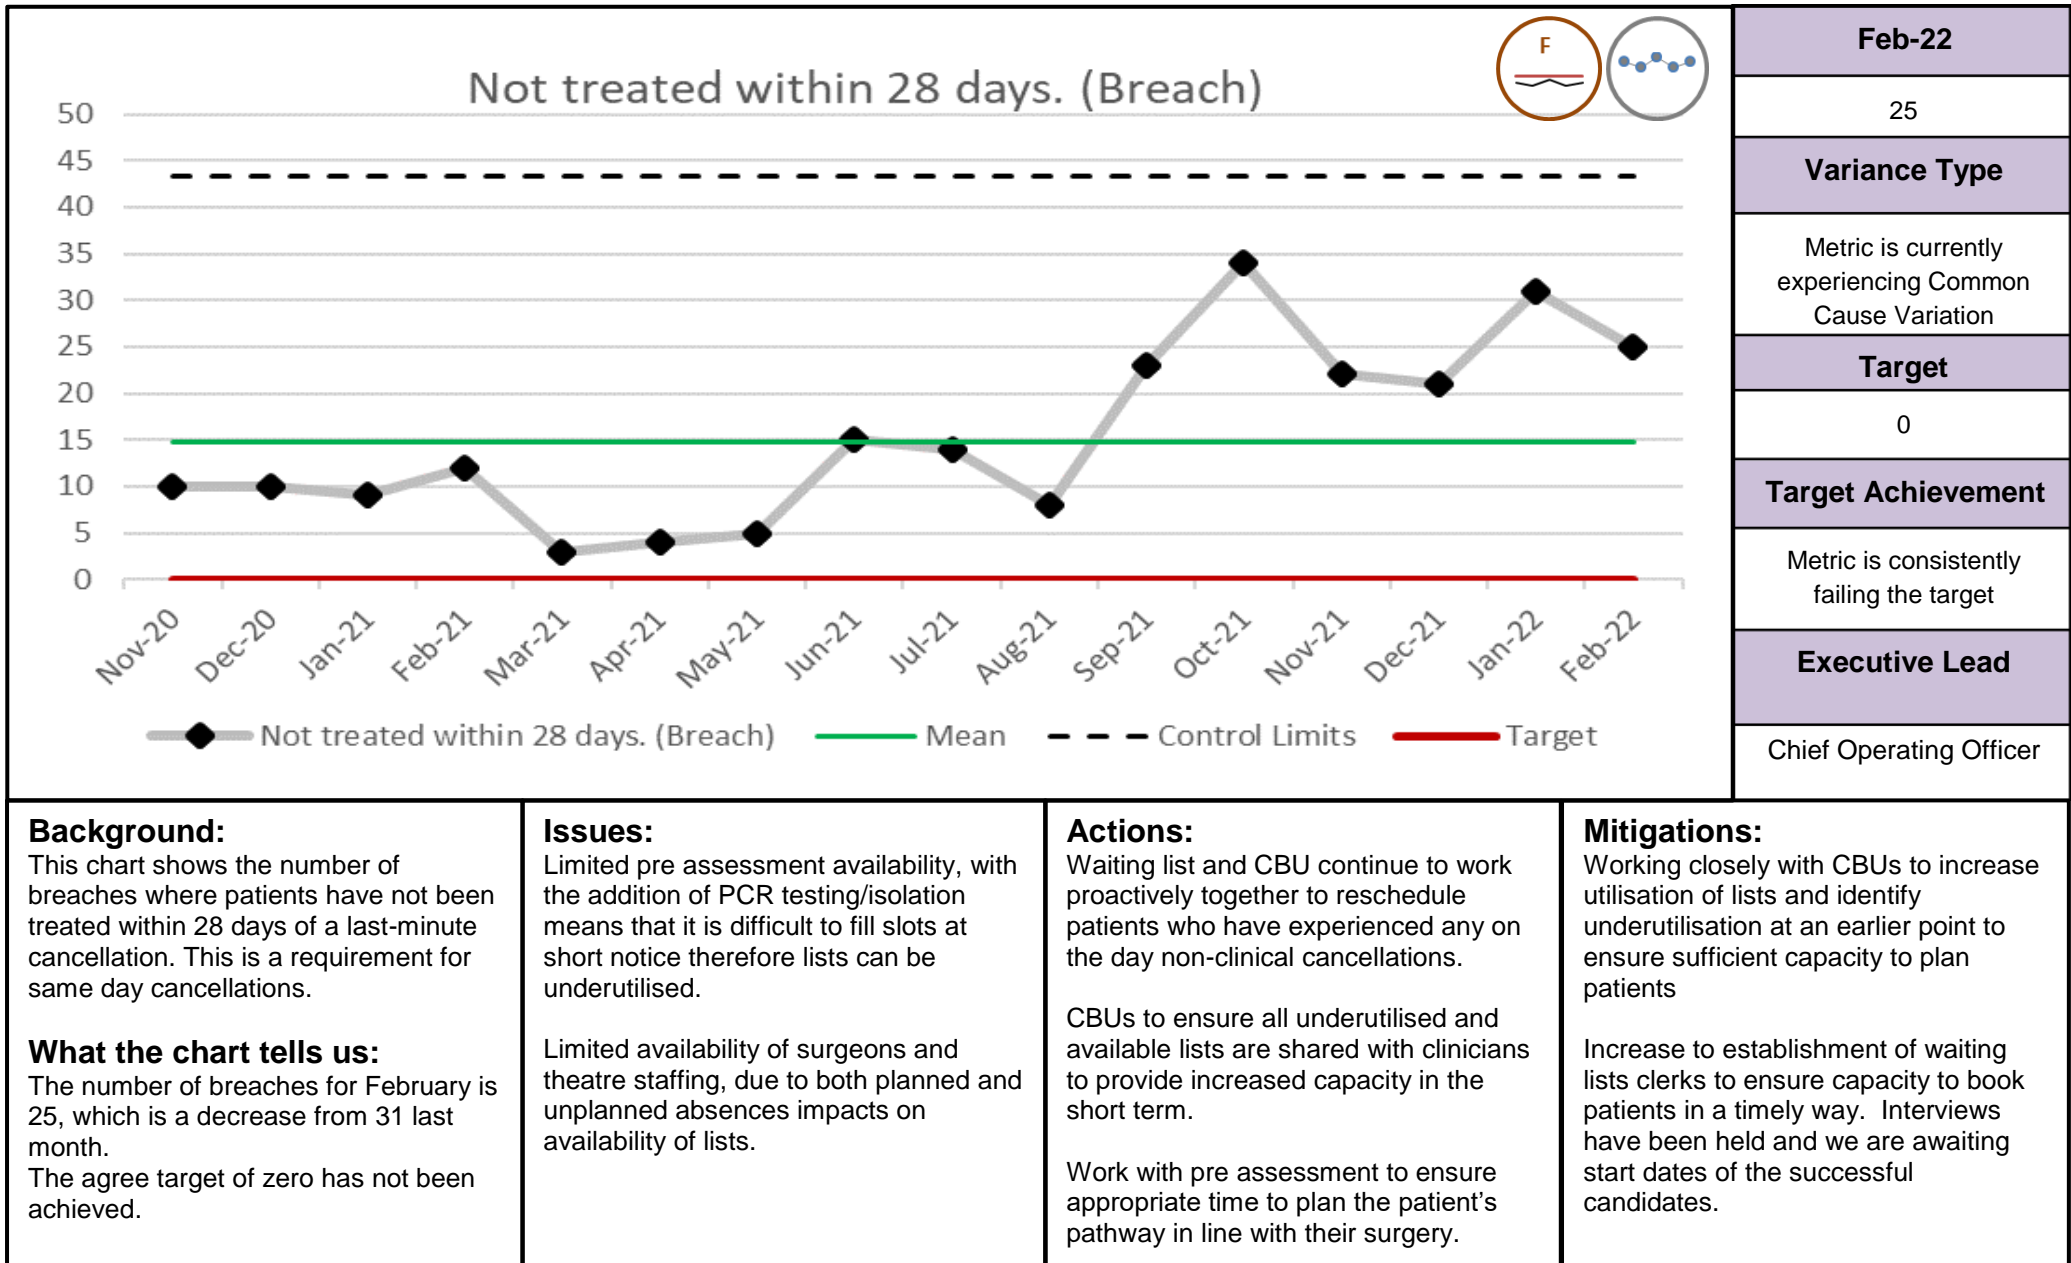 Not treated within 28 days. (Breach)
F
50
45
40
35
30
25
20
15
10
5
0
Nov-20
Dec-20
Jan-21
Feb-21
Mar-21
Apr-21
May-21
Jun-21
Jul-21
Aug-21
Sep-21
Oct-21
Nov-21
Dec-21
Jan-22
Feb-22
Not treated within 28 days. (Breach)
Mean
Control Limits
Target
Feb-22
25
Variance Type
Metric is currently
experiencing Common
Cause Variation
Target
0
Target Achievement
Metric is consistently
failing the target
Executive Lead
Chief Operating Officer
Background:
This chart shows the number of
breaches where patients have not been
treated within 28 days of a last-minute
cancellation. This is a requirement for
same day cancellations.
What the chart tells us:
The number of breaches for February is
25, which is a decrease from 31 last
month.
The agree target of zero has not been
achieved.
Issues:
Limited pre assessment availability, with
the addition of PCR testing/isolation
means that it is difficult to fill slots at
short notice therefore lists can be
underutilised.
Limited availability of surgeons and
theatre staffing, due to both planned and
unplanned absences impacts on
availability of lists.
Actions:
Waiting list and CBU continue to work
proactively together to reschedule
patients who have experienced any on
the day non-clinical cancellations.
CBUs to ensure all underutilised and
available lists are shared with clinicians
to provide increased capacity in the
short term.
Work with pre assessment to ensure
appropriate time to plan the patient’s
pathway in line with their surgery.
Mitigations:
Working closely with CBUs to increase
utilisation of lists and identify
underutilisation at an earlier point to
ensure sufficient capacity to plan
patients
Increase to establishment of waiting
lists clerks to ensure capacity to book
patients in a timely way.  Interviews
have been held and we are awaiting
start dates of the successful
candidates.